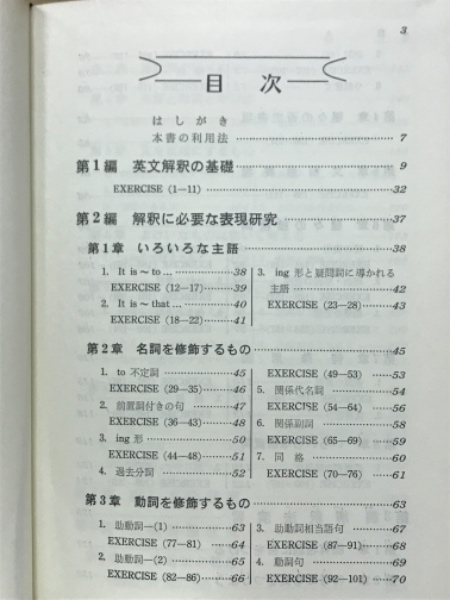 3
目次
はしがき
本書の利用法 7
第1編 英文解釈の基礎 9
EXERCISE (1—11) 32
第2編 解釈に必要な表現研究 37
第1章 いろいろな主語 38
1. It is ～ to ... 38
EXERCISE (12—17) 39
2. It is ～ that ... 40
EXERCISE (18—22) 41
3. ing 形と疑問詞に導かれる
主語 42
EXERCISE (23—28) 43
第2章 名詞を修飾するもの 45
1. to 不定詞 45
EXERCISE (29—35) 46
2. 前置詞付きの句 47
EXERCISE (36—43) 48
3. ing 形 50
EXERCISE (44—48) 51
4. 過去分詞 52
EXERCISE (49—53) 53
5. 関係代名詞 54
EXERCISE (54—64) 56
6. 関係副詞 58
EXERCISE (65—69) 59
7. 同格 60
EXERCISE (70—76) 61
第3章 動詞を修飾するもの 63
1. 助動詞—(1) 63
EXERCISE (77—81) 64
2. 助動詞—(2) 65
EXERCISE (82—86) 66
3. 助動詞相当語句 67
EXERCISE (87—91) 68
4. 動詞句 69
EXERCISE (92—101) 70